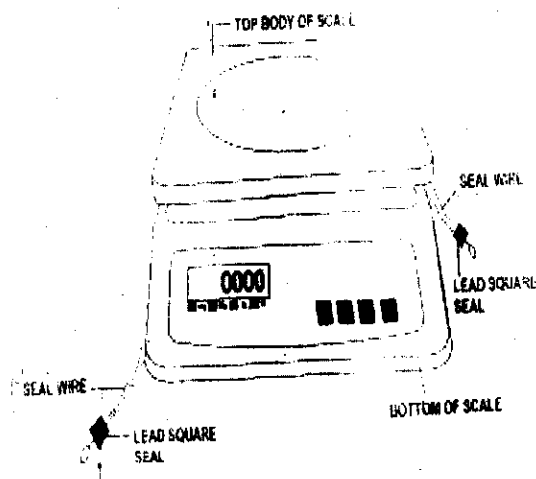 TOP BODY OF SCALE
SEAL WIRE
0000
LEAD SQUARE
SEAL
SEAL WIRE
BOTTOM OF SCALE
LEAD SQUARE
SEAL